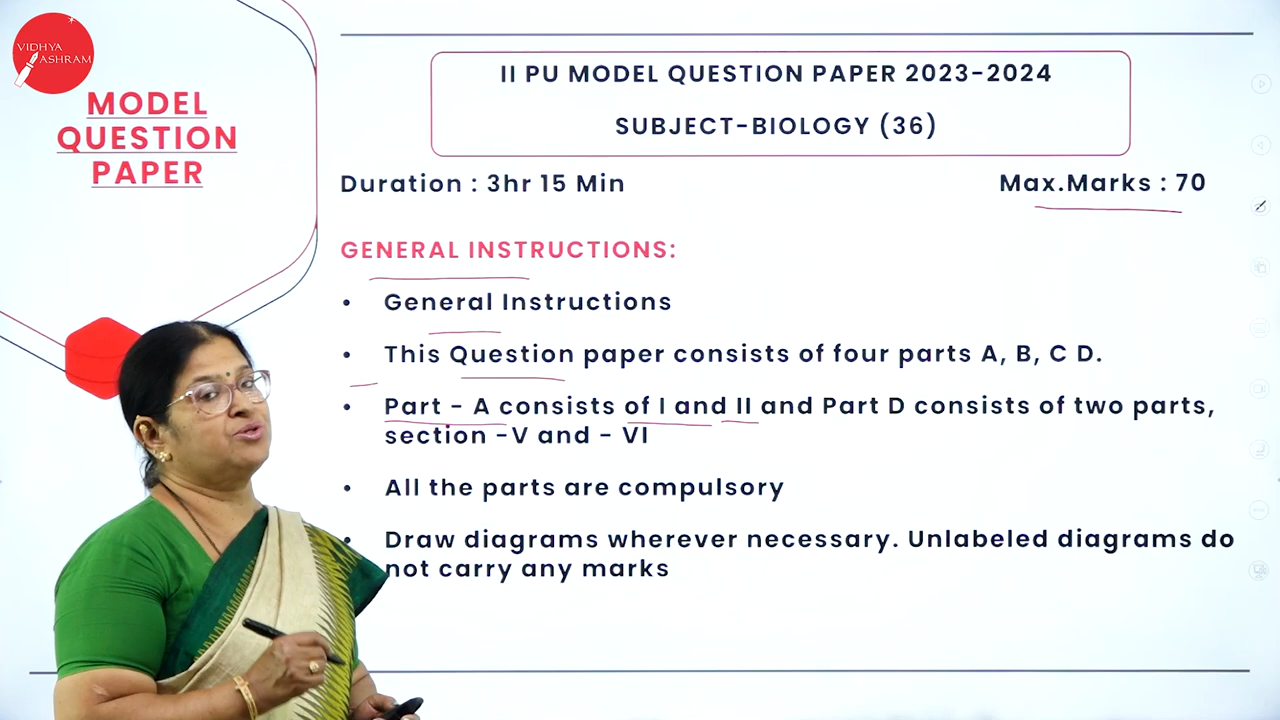 VIDHYA
ASHRAM
MODEL
QUESTION
PAPER
II PU MODEL QUESTION PAPER 2023-2024
SUBJECT-BIOLOGY (36)
Duration : 3hr 15 Min
Max.Marks : 70
GENERAL INSTRUCTIONS:
• General Instructions
• This Question paper consists of four parts A, B, C D.
• Part - A consists of I and II and Part D consists of two parts,
section -V and - VI
• All the parts are compulsory
• Draw diagrams wherever necessary. Unlabeled diagrams do
not carry any marks